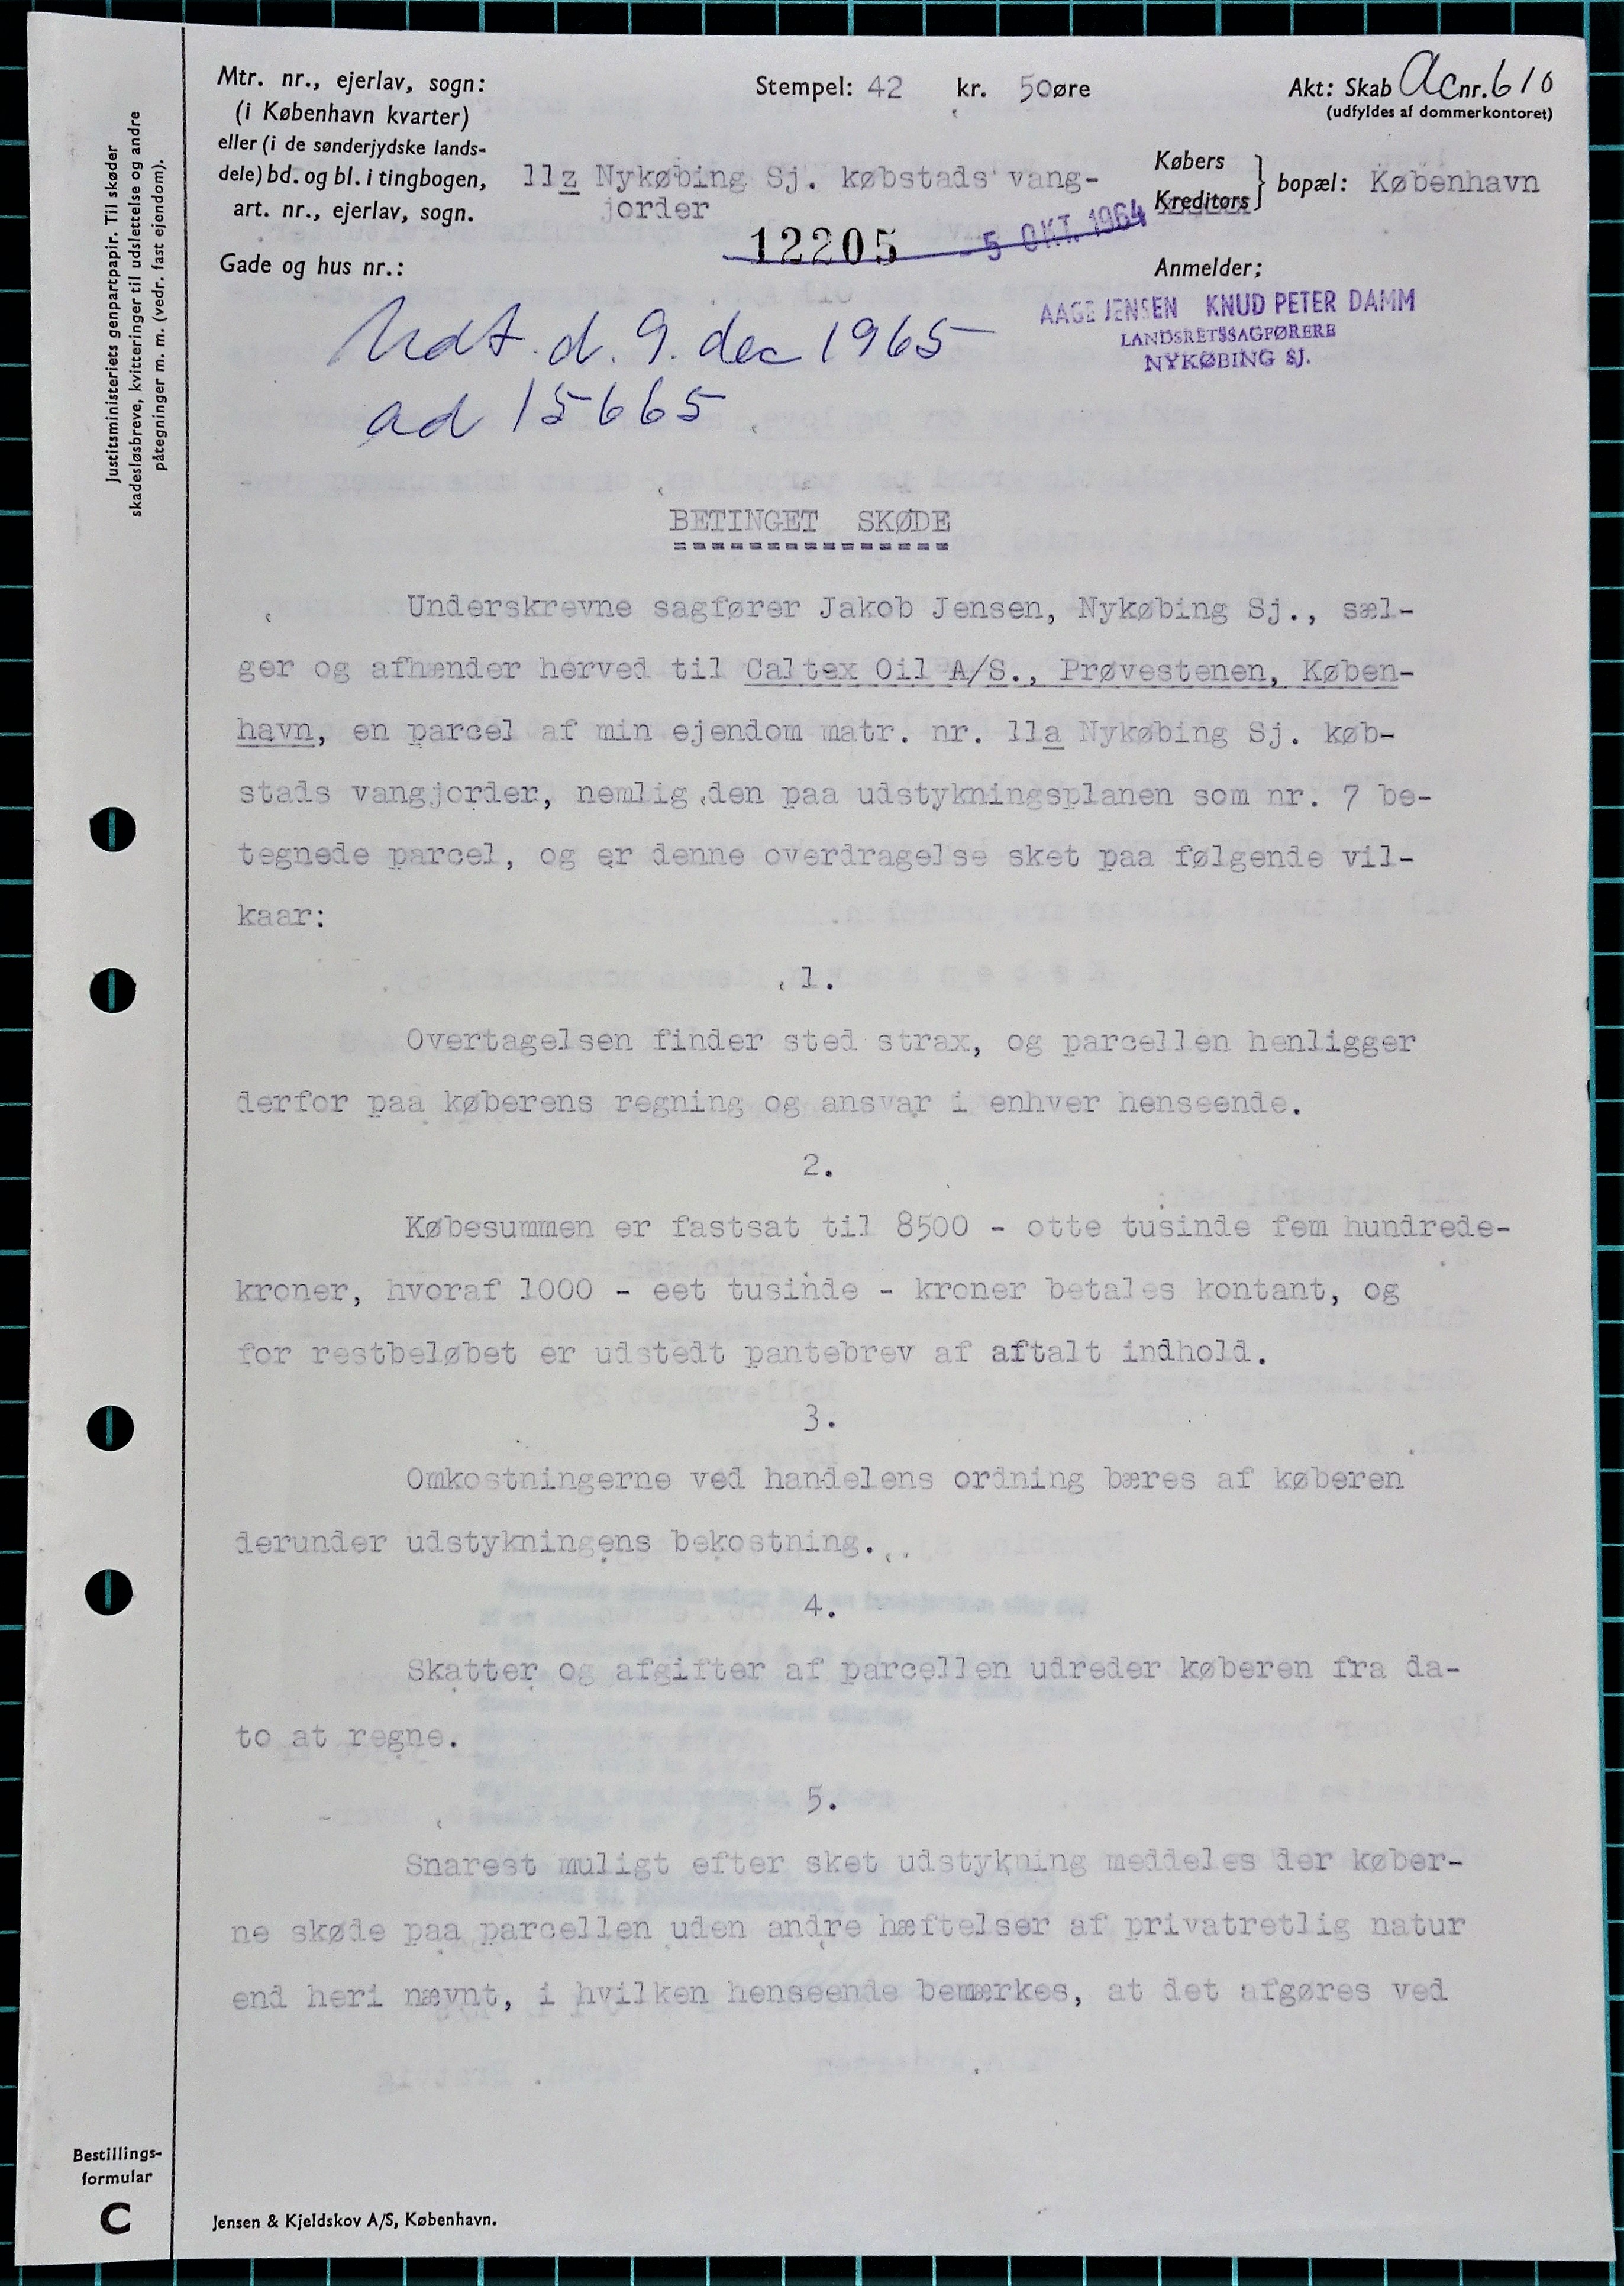 Justitsministeriets genpartpapir. Til skøder
skadesløsbreve, kvitteringer til udslettelse og andre
påtegninger m. m. (vedr. fast ejendom).
Mtr. nr., ejerlav, sogn:
(i København kvarter)
eller (i de sønderjydske lands-
dele) bd. og bl. i tingbogen,
art. nr., ejerlav, sogn.
Stempel: 42 kr. 50 øre
Akt: Skab Ac nr. 610
(udfyldes af dommerkontoret)
11z Nykøbing Sj. købstads vang-
jorder
Købers
Kreditors
bopæl: København
12205 - 5 OKT. 1964
Gade og hus nr.:
Anmelder:
AAGE JENSEN KNUD PETER DAMM
LANDSRETSSAGFØRERE
NYKØBING SJ.
Udt. d. 9. dec 1965
ad 15665
BETINGET SKØDE
Underskrevne sagfører Jakob Jensen, Nykøbing Sj., sæl-
ger og afhænder herved til Caltex Oil A/S., Prøvestenen, Køben-
havn, en parcel af min ejendom matr. nr. 11a Nykøbing Sj. køb-
stads vangjorder, nemlig den paa udstykningsplanen som nr. 7 be-
tegnede parcel, og er denne overdragelse sket paa følgende vil-
kaar:
1.
Overtagelsen finder sted strax, og parcellen henligger
derfor paa køberens regning og ansvar i enhver henseende.
2.
Købesummen er fastsat til 8500 - otte tusinde fem hundrede-
kroner, hvoraf 1000 - eet tusinde - kroner betales kontant, og
for restbeløbet er udstedt pantebrev af aftalt indhold.
3.
Omkostningerne ved handelens ordning bæres af køberen
derunder udstykningens bekostning.
4.
Skatter og afgifter af parcellen udreder køberen fra da-
to at regne.
5.
Snarest muligt efter sket udstykning meddeles der køber-
ne skøde paa parcellen uden andre hæftelser af privatretlig natur
end heri nævnt, i hvilken henseende bemærkes, at det afgøres ved
Bestillings-
formular
C
Jensen & Kjeldskov A/S, København.